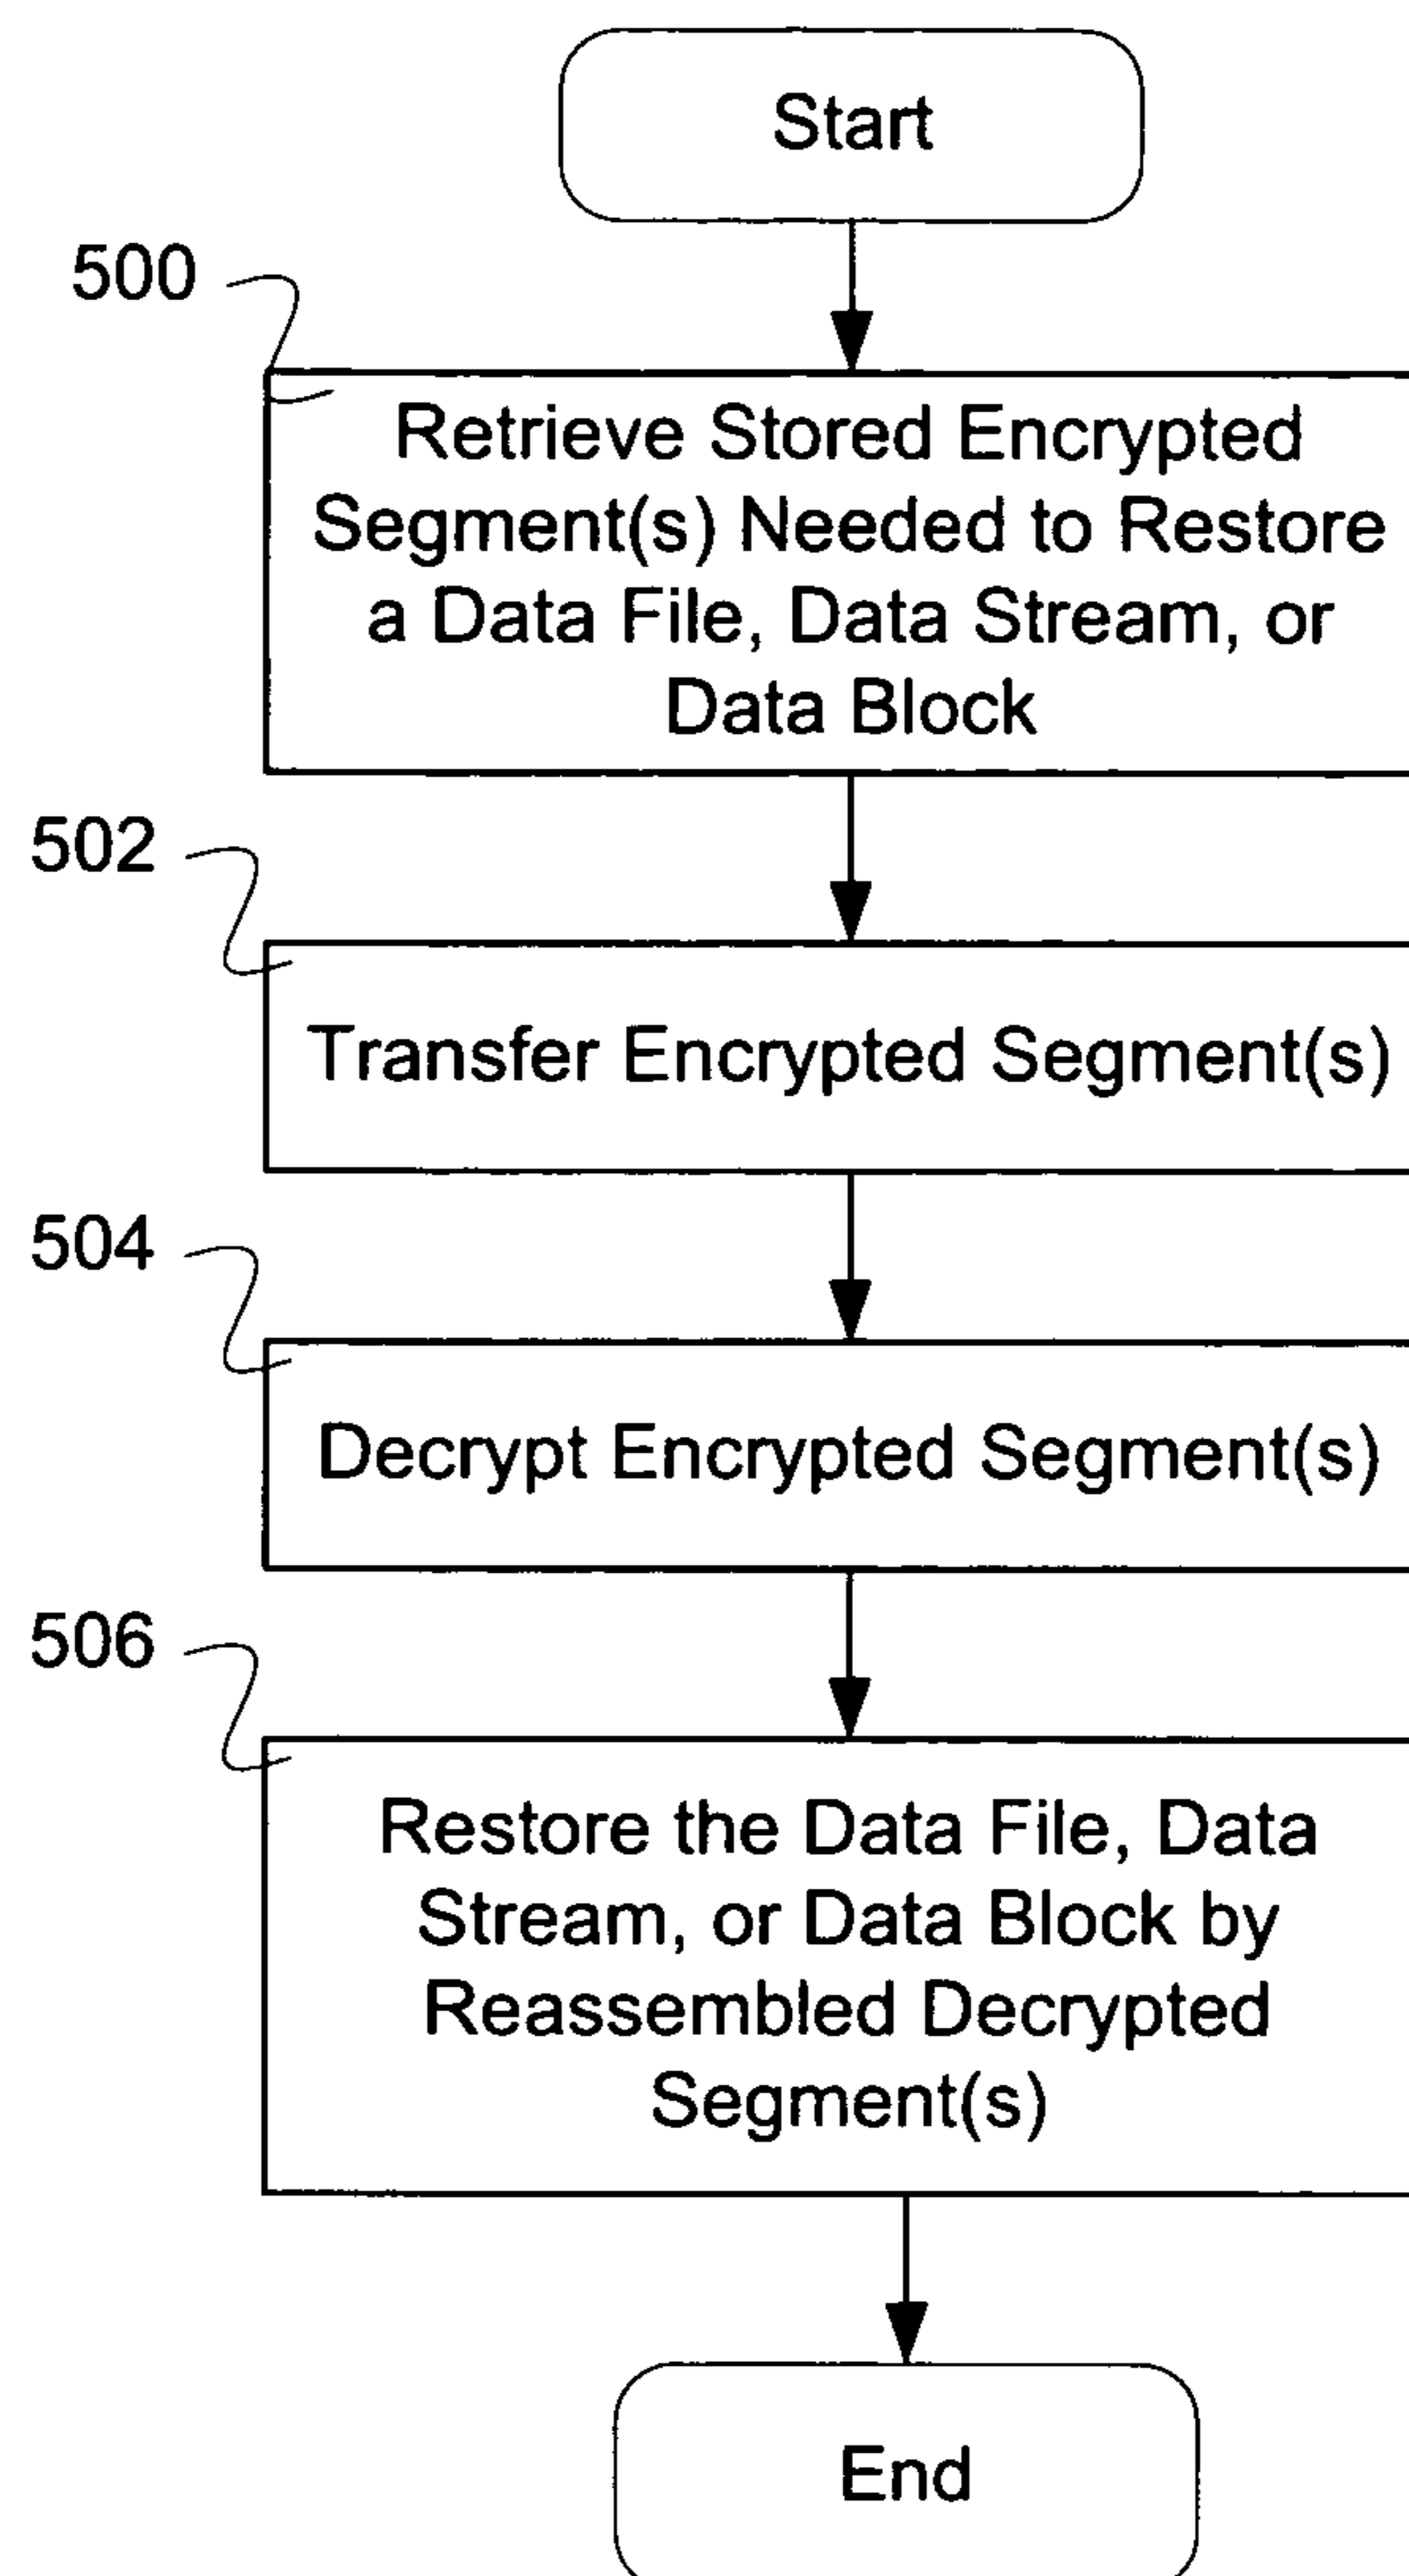 Start
500
Retrieve Stored Encrypted
Segment(s) Needed to Restore
a Data File, Data Stream, or
Data Block
502
Transfer Encrypted Segment(s)
504
Decrypt Encrypted Segment(s)
506
Restore the Data File, Data
Stream, or Data Block by
Reassembled Decrypted
Segment(s)
End